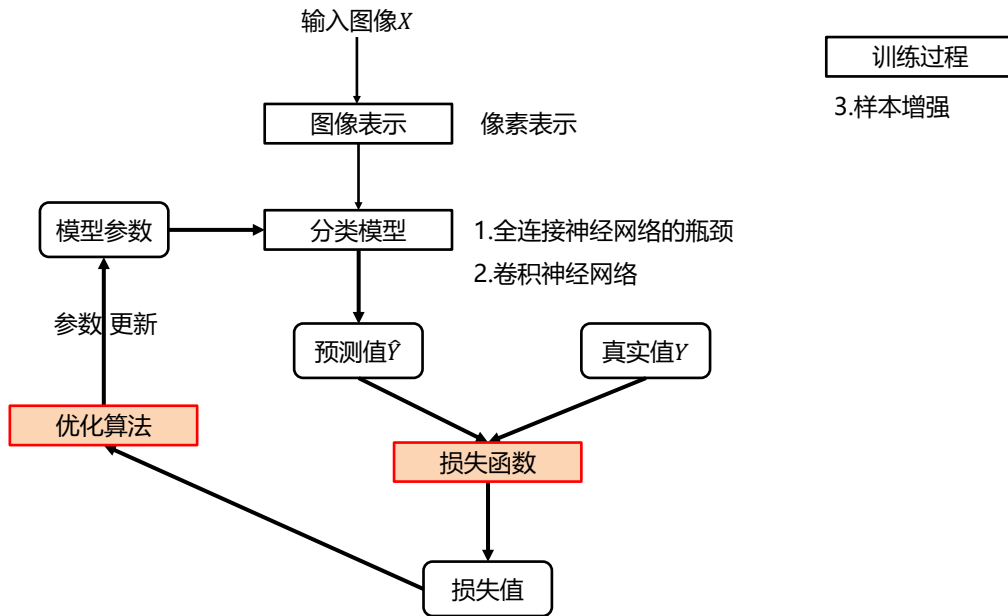 输入图像X
训练过程
3.样本增强
图像表示
像素表示
模型参数
分类模型
1.全连接神经网络的瓶颈
2.卷积神经网络
参数 更新
预测值Ŷ
真实值Y
优化算法
损失函数
损失值